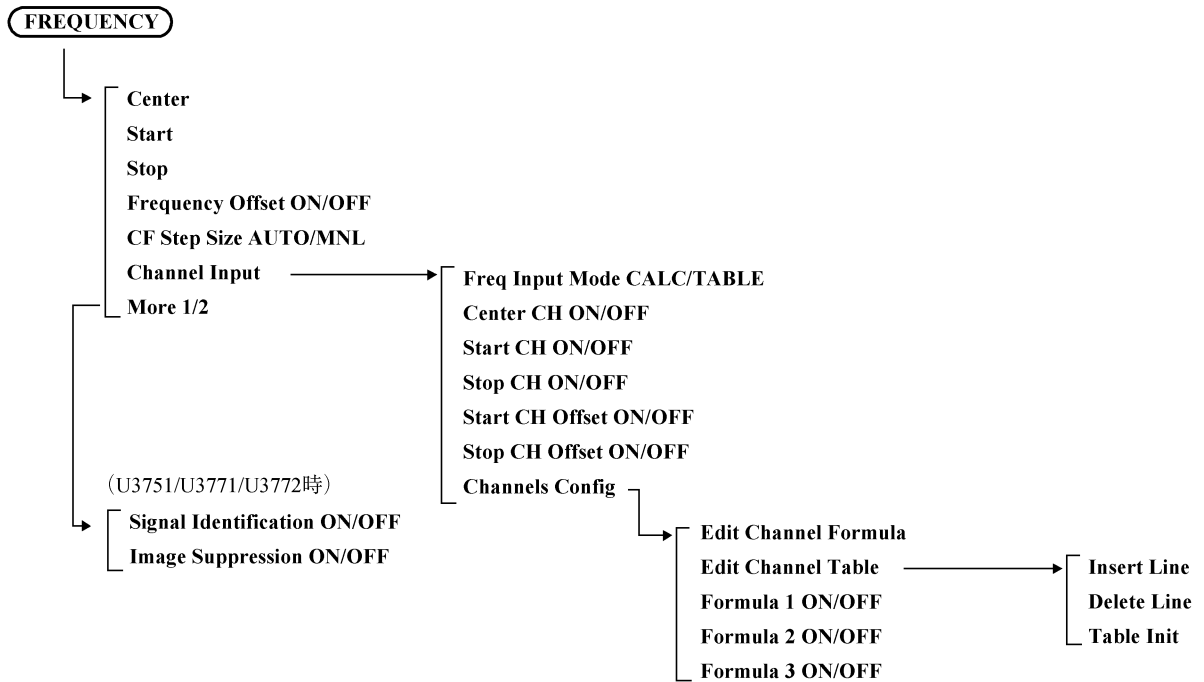 FREQUENCY
Center
Start
Stop
Frequency Offset ON/OFF
CF Step Size AUTO/MNL
Channel Input
More 1/2
Freq Input Mode CALC/TABLE
Center CH ON/OFF
Start CH ON/OFF
Stop CH ON/OFF
Start CH Offset ON/OFF
Stop CH Offset ON/OFF
Channels Config
（U3751/U3771/U3772時）
Signal Identification ON/OFF
Image Suppression ON/OFF
Edit Channel Formula
Edit Channel Table
Formula 1 ON/OFF
Formula 2 ON/OFF
Formula 3 ON/OFF
Insert Line
Delete Line
Table Init